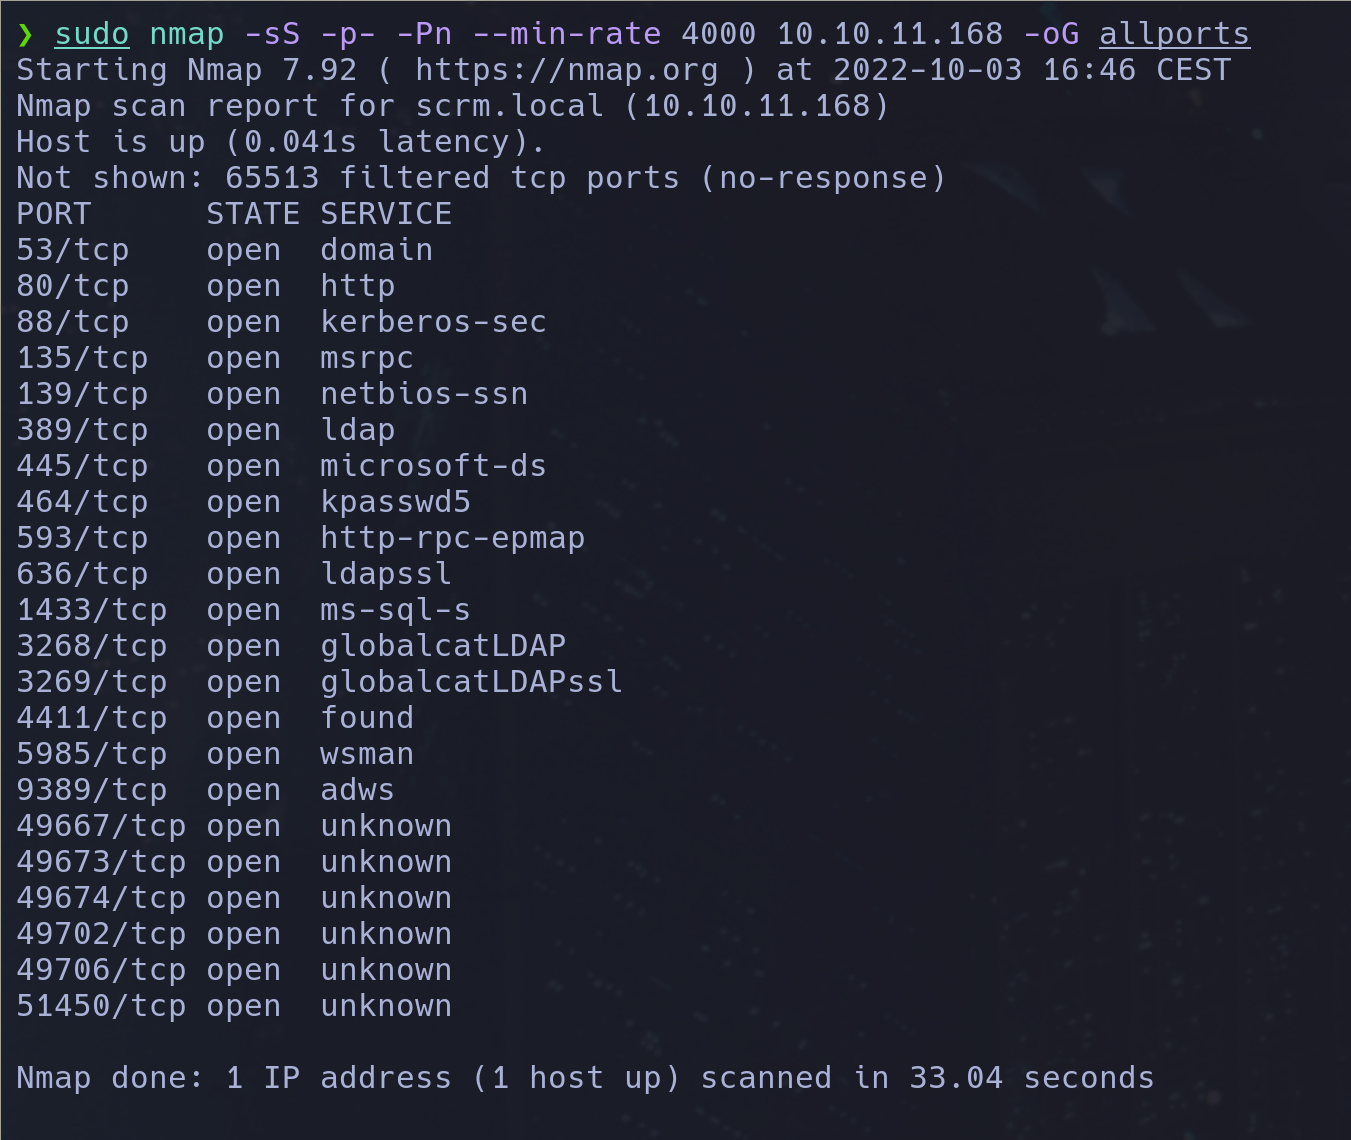 ❯ sudo nmap -sS -p- -Pn --min-rate 4000 10.10.11.168 -oG allports
Starting Nmap 7.92 ( https://nmap.org ) at 2022-10-03 16:46 CEST
Nmap scan report for scrm.local (10.10.11.168)
Host is up (0.041s latency).
Not shown: 65513 filtered tcp ports (no-response)
PORT      STATE SERVICE
53/tcp    open  domain
80/tcp    open  http
88/tcp    open  kerberos-sec
135/tcp   open  msrpc
139/tcp   open  netbios-ssn
389/tcp   open  ldap
445/tcp   open  microsoft-ds
464/tcp   open  kpasswd5
593/tcp   open  http-rpc-epmap
636/tcp   open  ldapssl
1433/tcp  open  ms-sql-s
3268/tcp  open  globalcatLDAP
3269/tcp  open  globalcatLDAPssl
4411/tcp  open  found
5985/tcp  open  wsman
9389/tcp  open  adws
49667/tcp open  unknown
49673/tcp open  unknown
49674/tcp open  unknown
49702/tcp open  unknown
49706/tcp open  unknown
51450/tcp open  unknown
Nmap done: 1 IP address (1 host up) scanned in 33.04 seconds